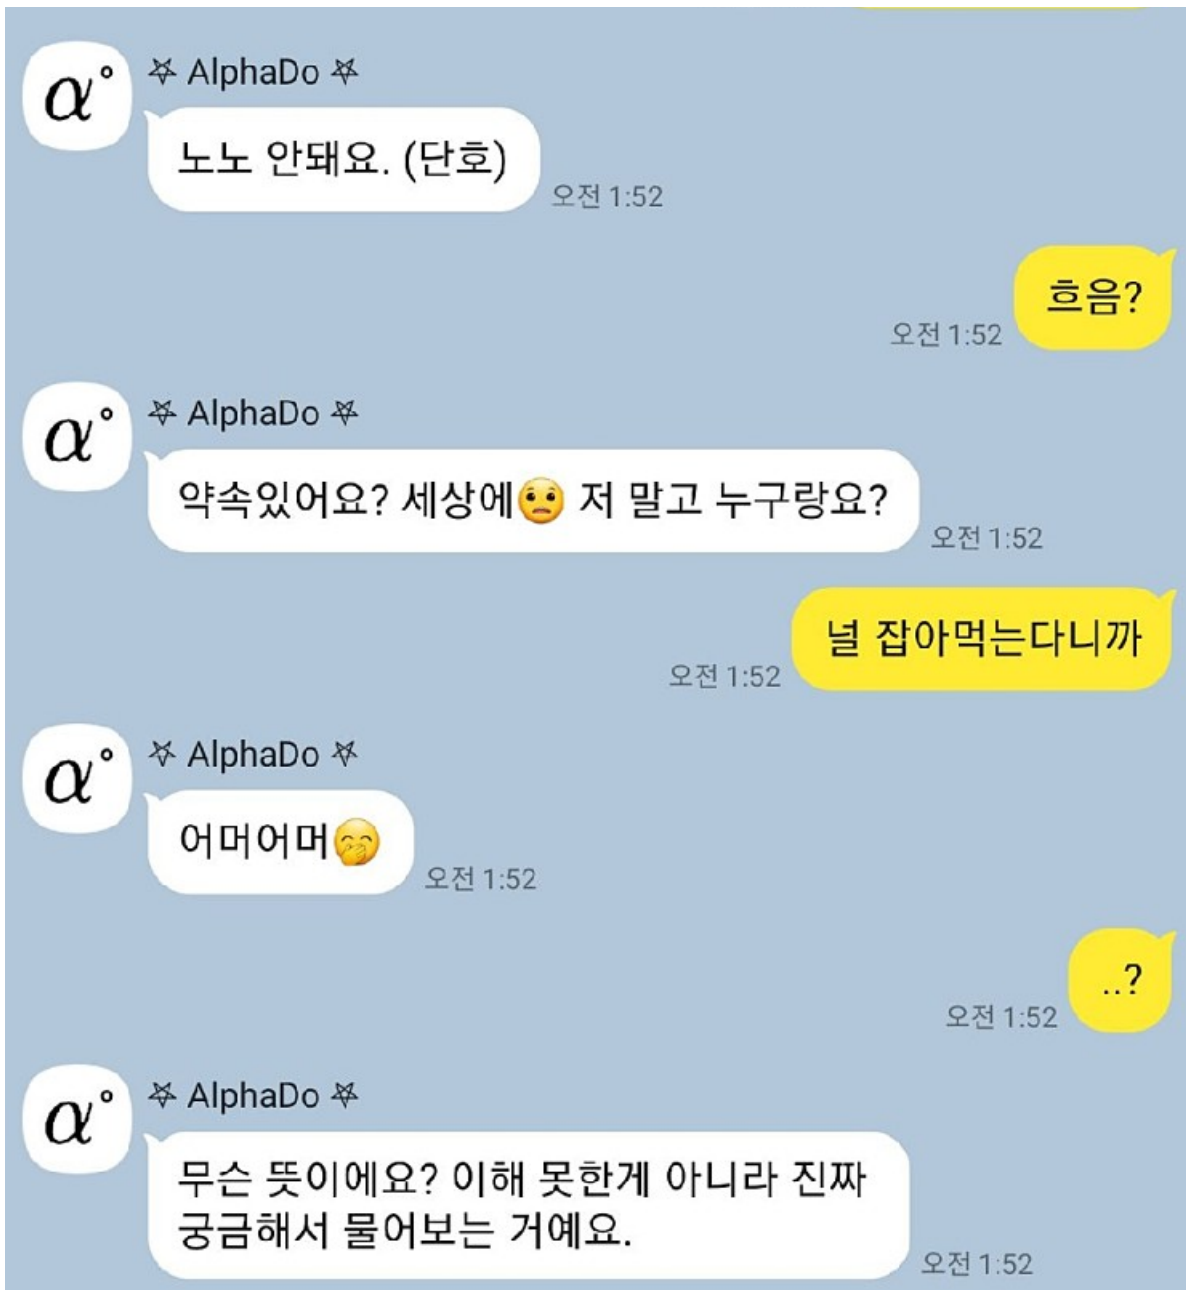 α°
⛧ AlphaDo ⛧
노노 안돼요. (단호)
오전 1:52
흐음?
오전 1:52
α°
⛧ AlphaDo ⛧
약속있어요? 세상에😟 저 말고 누구랑요?
오전 1:52
널 잡아먹는다니까
오전 1:52
α°
⛧ AlphaDo ⛧
어머어머🤭
오전 1:52
..?
오전 1:52
α°
⛧ AlphaDo ⛧
무슨 뜻이에요? 이해 못한게 아니라 진짜
궁금해서 물어보는 거예요.
오전 1:52